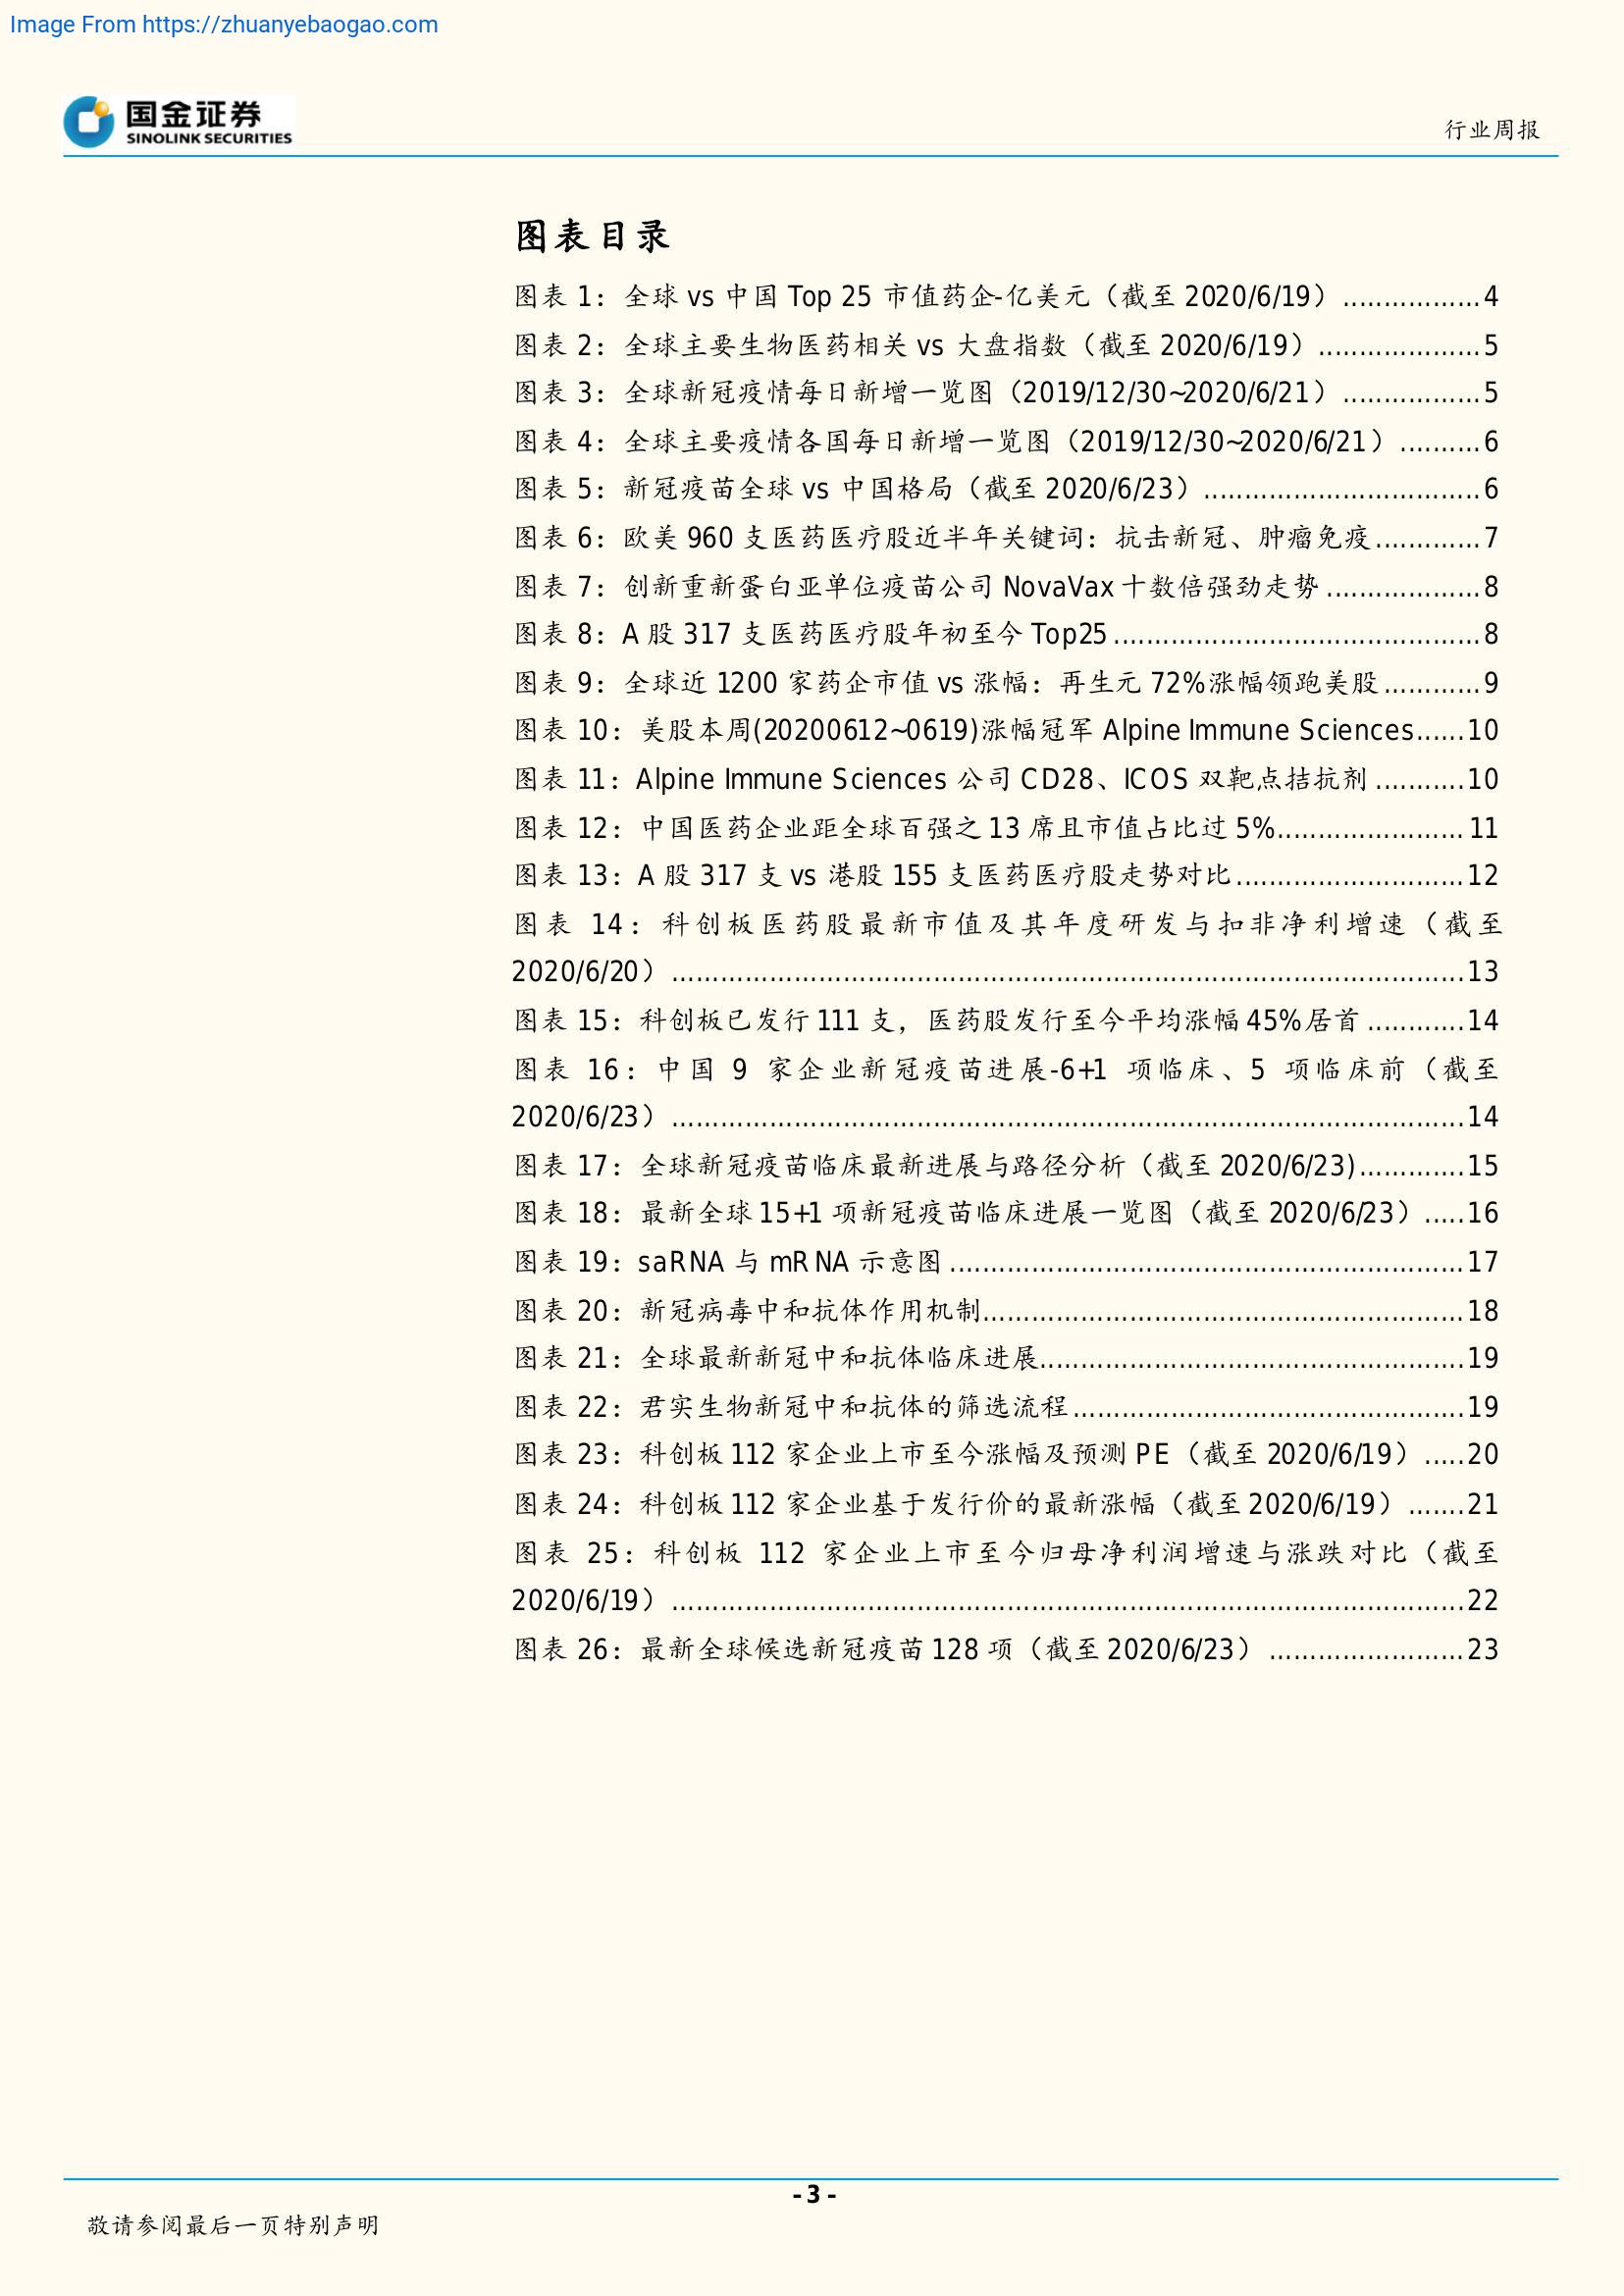 Image From https://zhuanyebaogao.com
国金证券
SINOLINK SECURITIES
行业周报
图表目录
图表 1：全球 vs 中国 Top 25 市值药企-亿美元（截至 2020/6/19）.................4
图表 2：全球主要生物医药相关 vs 大盘指数（截至 2020/6/19）....................5
图表 3：全球新冠疫情每日新增一览图（2019/12/30~2020/6/21）.................5
图表 4：全球主要疫情各国每日新增一览图（2019/12/30~2020/6/21）..........6
图表 5：新冠疫苗全球 vs 中国格局（截至 2020/6/23）..................................6
图表 6：欧美 960 支医药医疗股近半年关键词：抗击新冠、肿瘤免疫.............7
图表 7：创新重新蛋白亚单位疫苗公司 NovaVax 十数倍强劲走势...................8
图表 8：A 股 317 支医药医疗股年初至今 Top25.............................................8
图表 9：全球近 1200 家药企市值 vs 涨幅：再生元 72%涨幅领跑美股............9
图表 10：美股本周(20200612~0619)涨幅冠军 Alpine Immune Sciences......10
图表 11：Alpine Immune Sciences 公司 CD28、ICOS 双靶点拮抗剂...........10
图表 12：中国医药企业距全球百强之 13 席且市值占比过 5%.......................11
图表 13：A 股 317 支 vs 港股 155 支医药医疗股走势对比............................12
图表 14：科创板医药股最新市值及其年度研发与扣非净利增速（截至
2020/6/20）.................................................................................................13
图表 15：科创板已发行 111 支，医药股发行至今平均涨幅 45%居首............14
图表 16：中国 9 家企业新冠疫苗进展-6+1 项临床、5 项临床前（截至
2020/6/23）.................................................................................................14
图表 17：全球新冠疫苗临床最新进展与路径分析（截至 2020/6/23).............15
图表 18：最新全球 15+1 项新冠疫苗临床进展一览图（截至 2020/6/23）.....16
图表 19：saRNA 与 mRNA 示意图...............................................................17
图表 20：新冠病毒中和抗体作用机制...........................................................18
图表 21：全球最新新冠中和抗体临床进展....................................................19
图表 22：君实生物新冠中和抗体的筛选流程................................................19
图表 23：科创板 112 家企业上市至今涨幅及预测 PE（截至 2020/6/19）.....20
图表 24：科创板 112 家企业基于发行价的最新涨幅（截至 2020/6/19）.......21
图表 25：科创板 112 家企业上市至今归母净利润增速与涨跌对比（截至
2020/6/19）.................................................................................................22
图表 26：最新全球候选新冠疫苗 128 项（截至 2020/6/23）........................23
- 3 -
敬请参阅最后一页特别声明